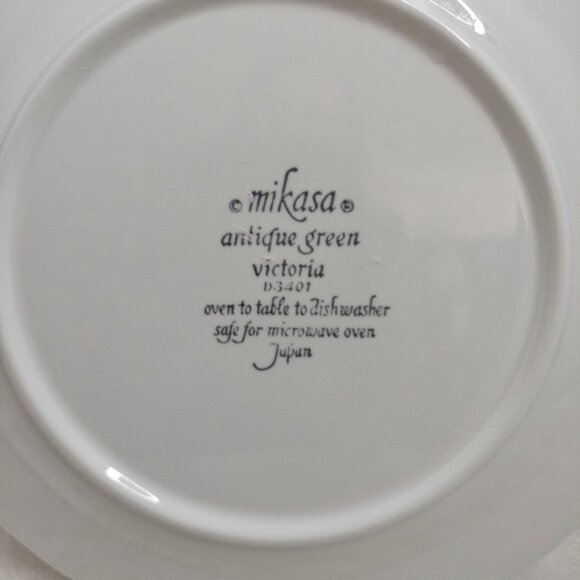 © mikasa ®
antique green
victoria
D3401
oven to table to dishwasher
safe for microwave oven
Japan